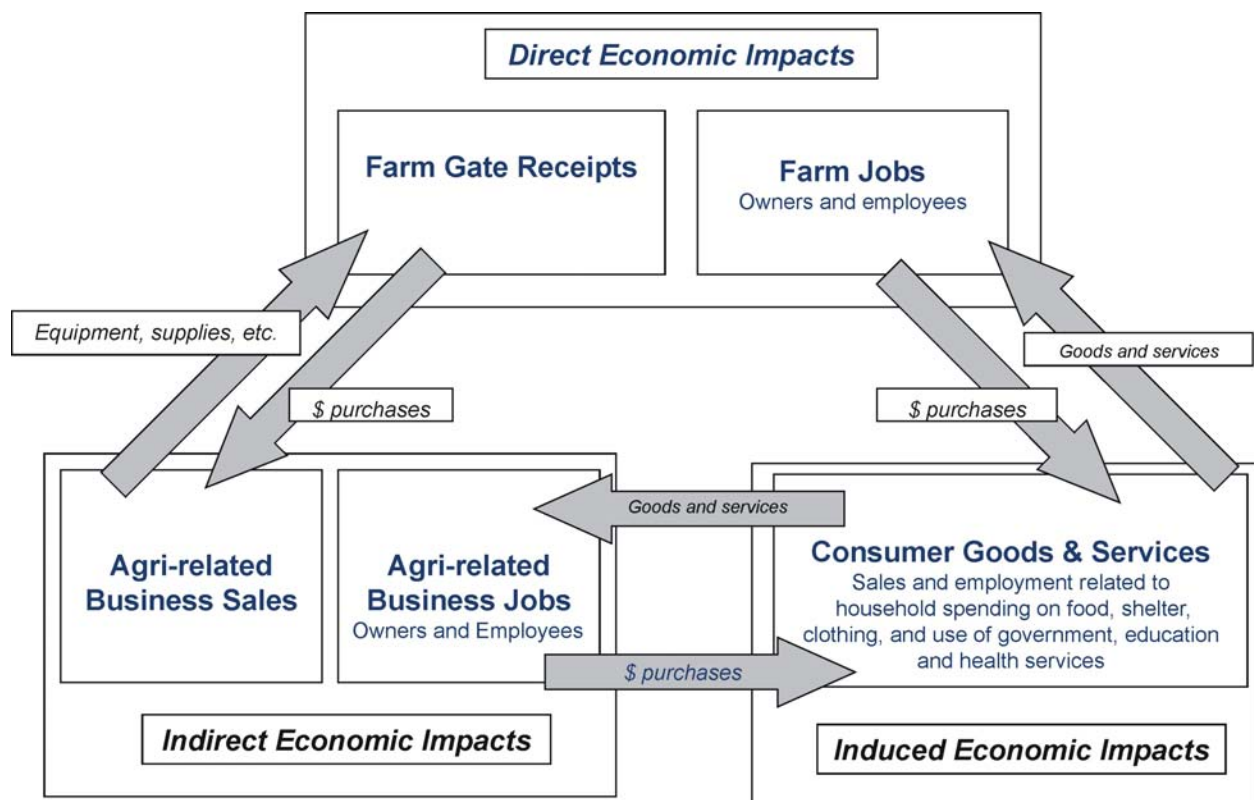 Direct Economic Impacts
Farm Gate Receipts
Farm Jobs
Owners and employees
Equipment, supplies, etc.
$ purchases
$ purchases
Goods and services
Agri-related
Business Sales
Agri-related
Business Jobs
Owners and Employees
Goods and services
$ purchases
Consumer Goods & Services
Sales and employment related to
household spending on food, shelter,
clothing, and use of government, education
and health services
Indirect Economic Impacts
Induced Economic Impacts